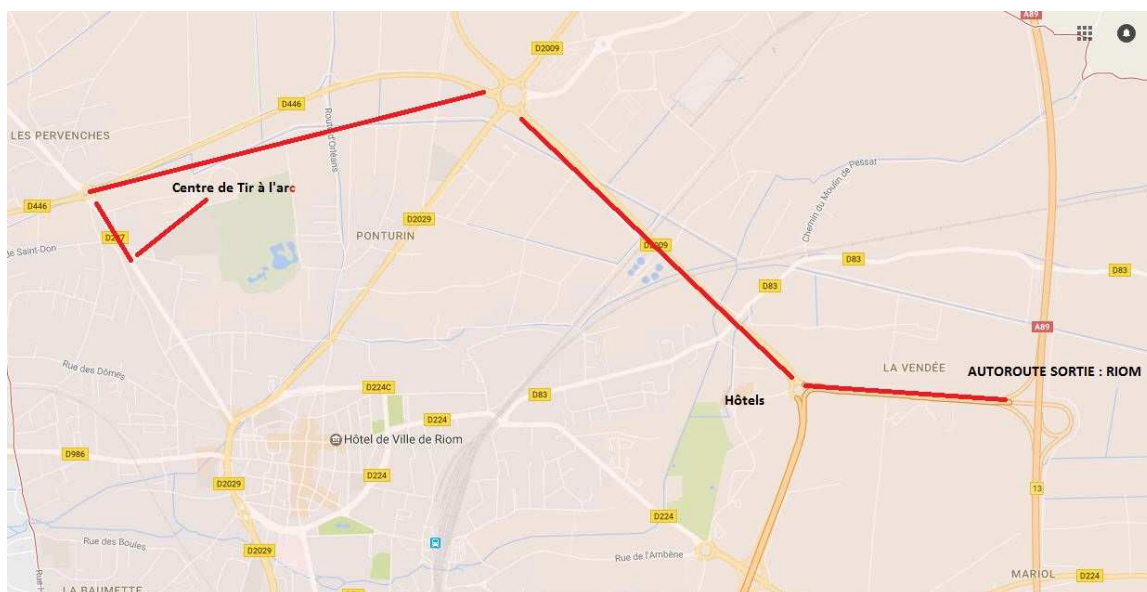 A89
D2009
D446
LES PERVENCHES
Route d'Orléans
Centre de Tir à l'arc
Chemin du Moulin de Pessat
D446
D2029
D227
PONTURIN
de Saint-Don
D2009
D83
D83
D83
A89
Rue des Dômes
LA VENDÉE
AUTOROUTE SORTIE : RIOM
D224C
D83
Hôtels
D224
Hôtel de Ville de Riom
D986
D224
D2029
13
D224
Rue des Boules
D2029
Rue de l'Ambène
MARIOL
D224
LA BAUMETTE